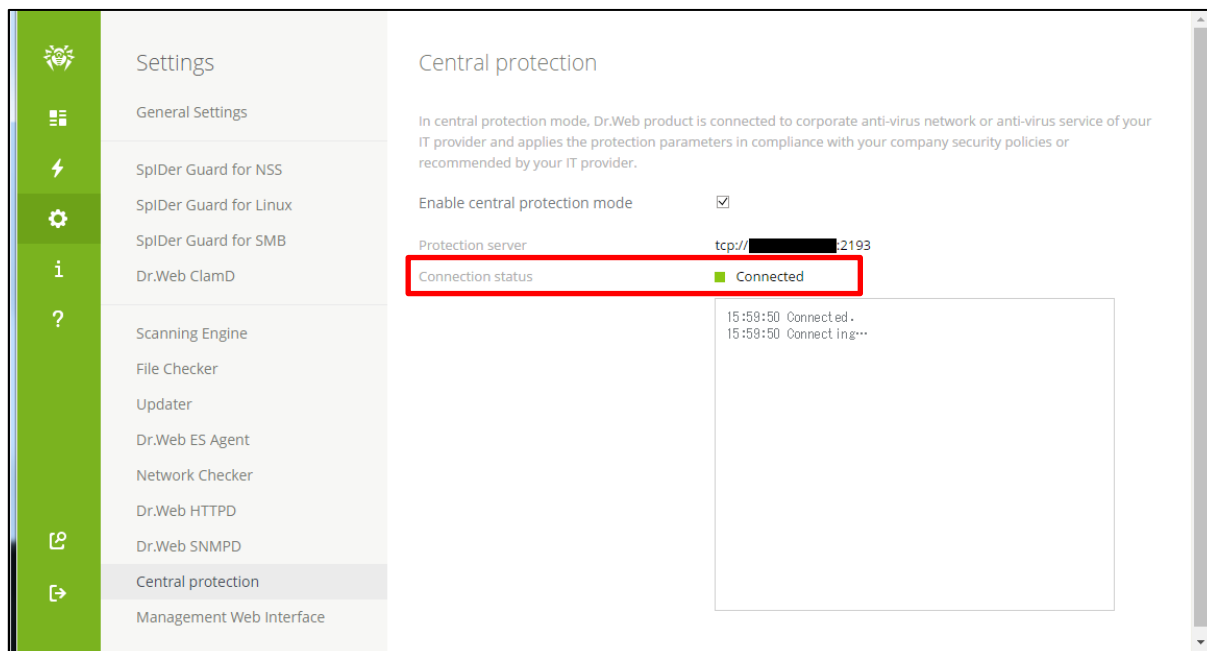 Settings
General Settings
SpIDer Guard for NSS
SpIDer Guard for Linux
SpIDer Guard for SMB
Dr.Web ClamD
Scanning Engine
File Checker
Updater
Dr.Web ES Agent
Network Checker
Dr.Web HTTPD
Dr.Web SNMPD
Central protection
Management Web Interface
Central protection
In central protection mode, Dr.Web product is connected to corporate anti-virus network or anti-virus service of your
IT provider and applies the protection parameters in compliance with your company security policies or
recommended by your IT provider.
Enable central protection mode
Protection server tcp:// :2193
Connection status Connected
15:59:50 Connected.
15:59:50 Connecting…